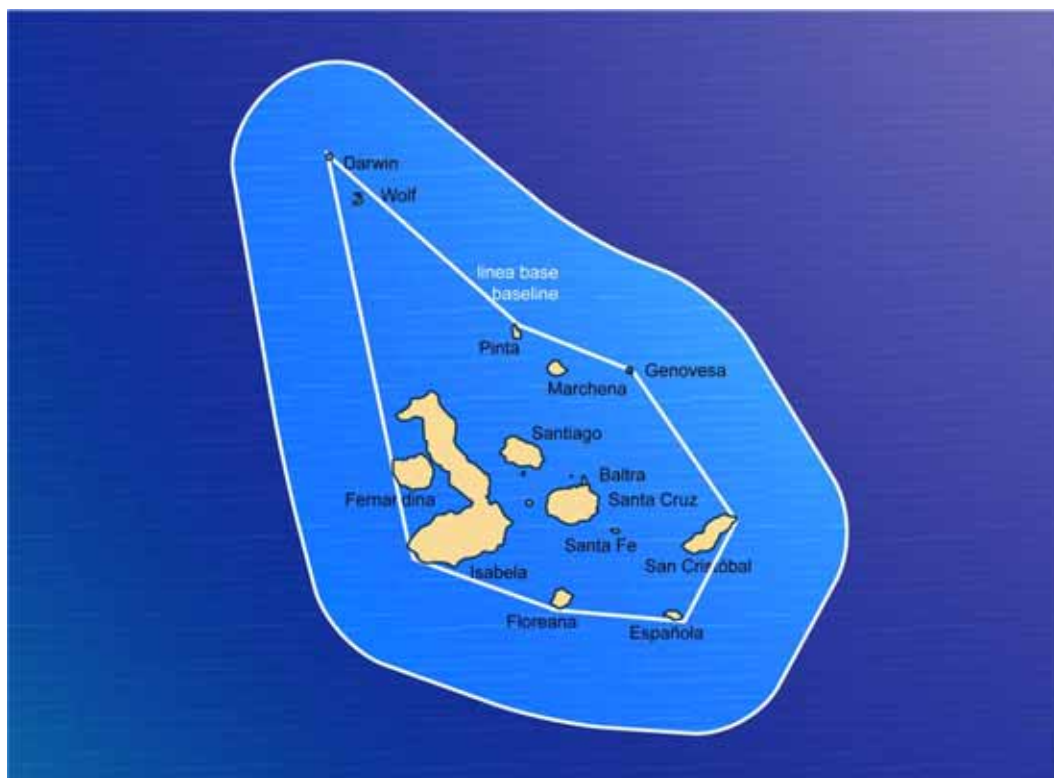 Darwin
Wolf
línea base
baseline
Pinta
Marchena
Genovesa
Santiago
Baltra
Fernandina
Santa Cruz
Santa Fe
San Cristóbal
Isabela
Floreana
Española